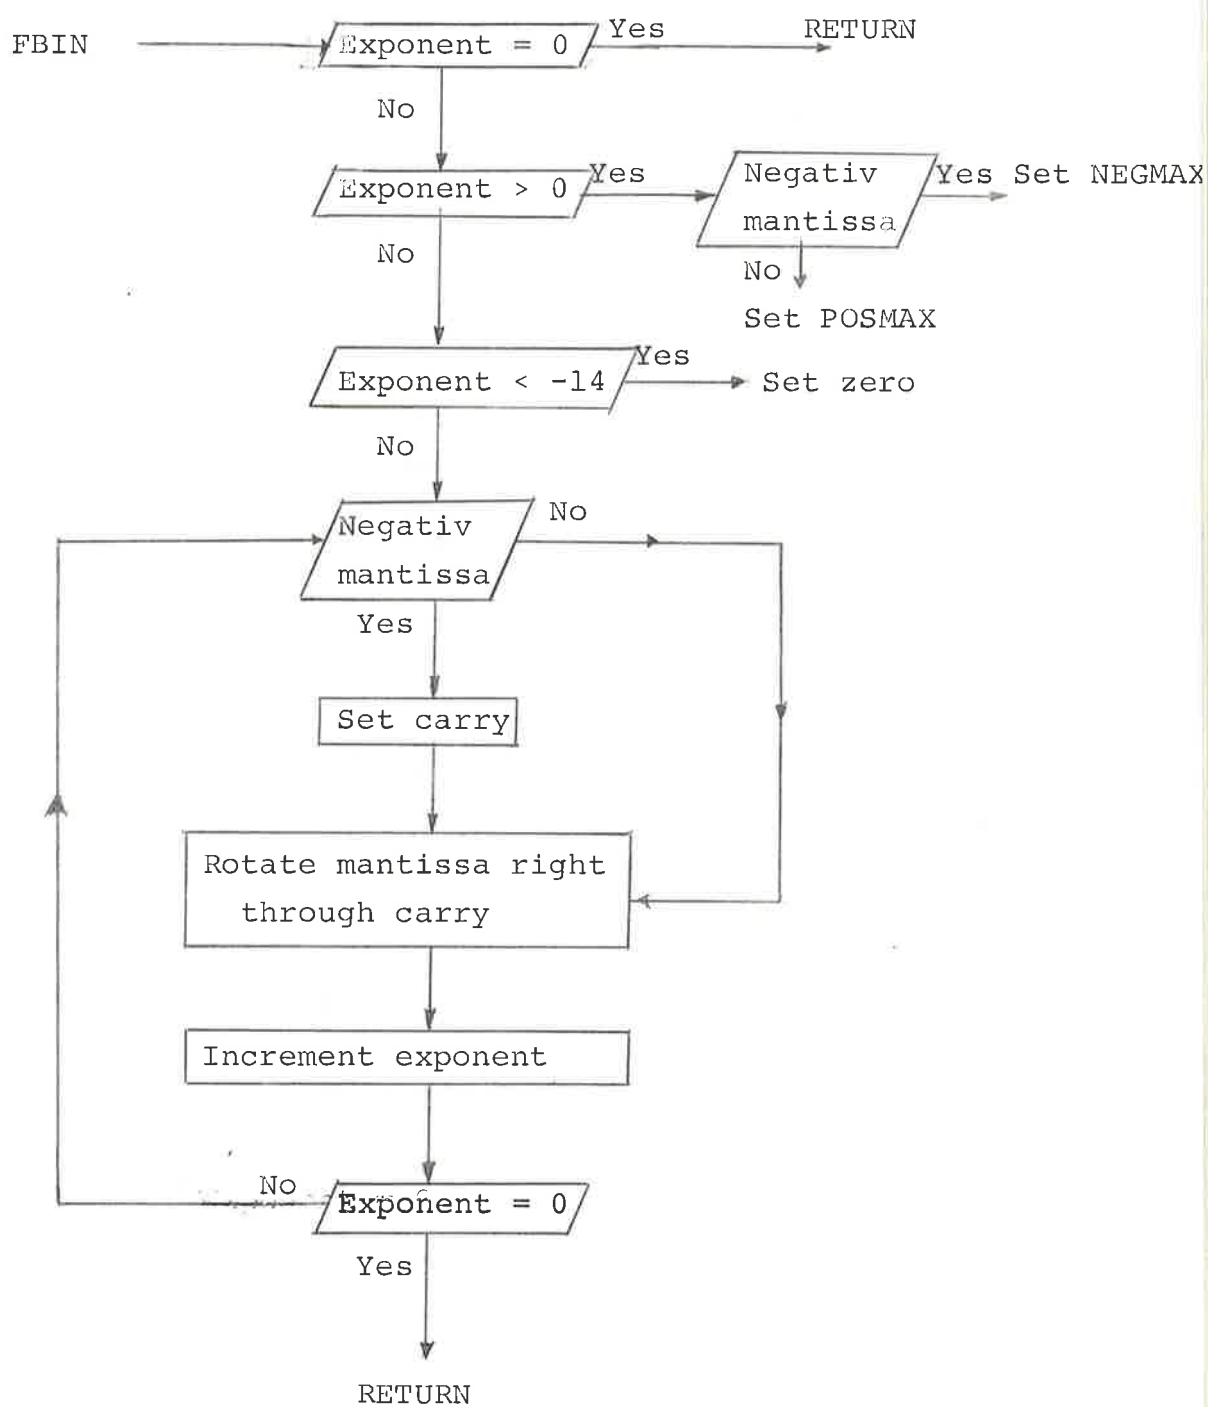 FBIN
Exponent = 0
Yes
RETURN
No
Exponent > 0
Yes
Negativ
mantissa
Yes Set NEGMAX
No
No
Set POSMAX
Exponent < -14
Yes
Set zero
No
Negativ
mantissa
No
Yes
Set carry
Rotate mantissa right
through carry
Increment exponent
No
Exponent = 0
Yes
RETURN